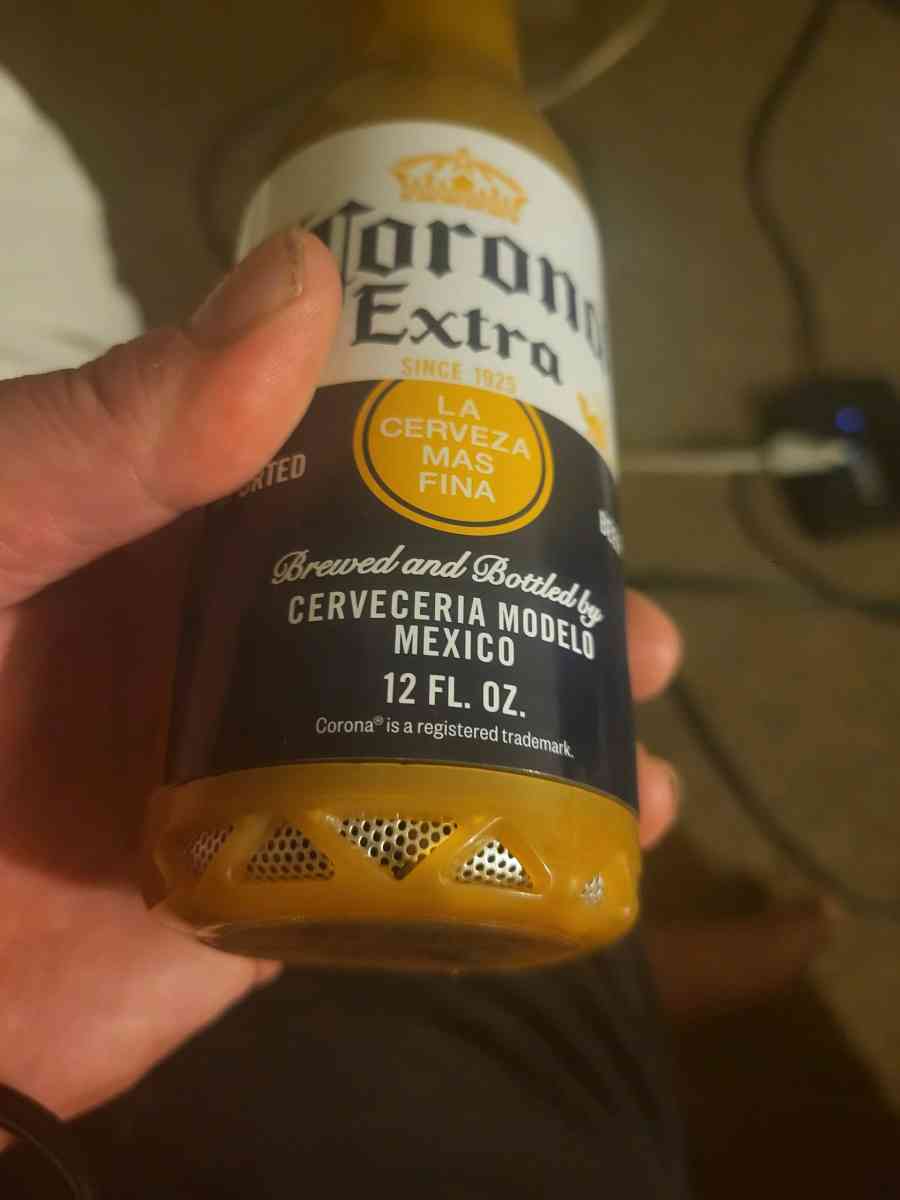 Corona
Extra
SINCE 1925
LA
CERVEZA
MAS
FINA
Brewed and Bottled by
CERVECERIA MODELO
MEXICO
12 FL. OZ.
Corona® is a registered trademark.